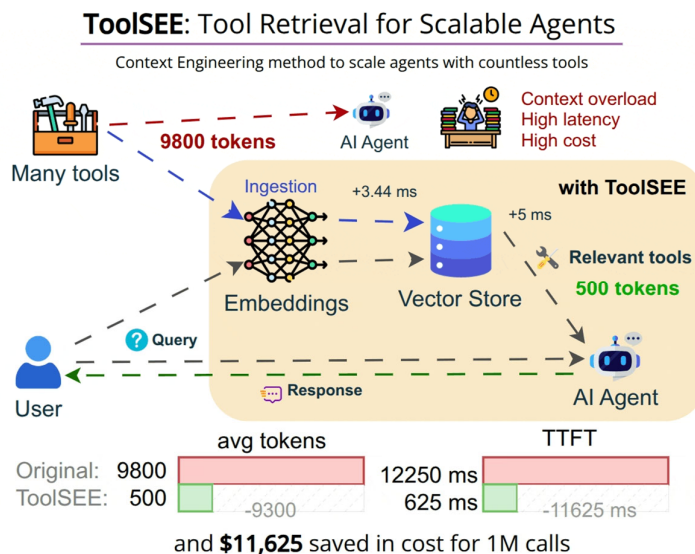 ToolSEE: Tool Retrieval for Scalable Agents
Context Engineering method to scale agents with countless tools
9800 tokens
AI Agent
Context overload
High latency
High cost
Many tools
with ToolSEE
Ingestion
+3.44 ms
+5 ms
Embeddings
Vector Store
Relevant tools
500 tokens
? Query
Response
User
AI Agent
avg tokens
TTFT
Original: 9800
12250 ms
ToolSEE: 500
625 ms
-9300
-11625 ms
and $11,625 saved in cost for 1M calls